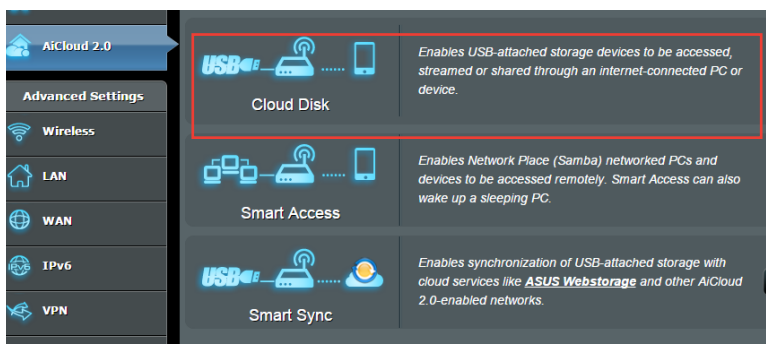 AiCloud 2.0
Advanced Settings
Wireless
LAN
WAN
IPv6
IPv6
VPN
USB
Cloud Disk
Enables USB-attached storage devices to be accessed,
streamed or shared through an internet-connected PC or
device.
Smart Access
Enables Network Place (Samba) networked PCs and
devices to be accessed remotely. Smart Access can also
wake up a sleeping PC.
USB
Smart Sync
Enables synchronization of USB-attached storage with
cloud services like ASUS Webstorage and other AiCloud
2.0-enabled networks.